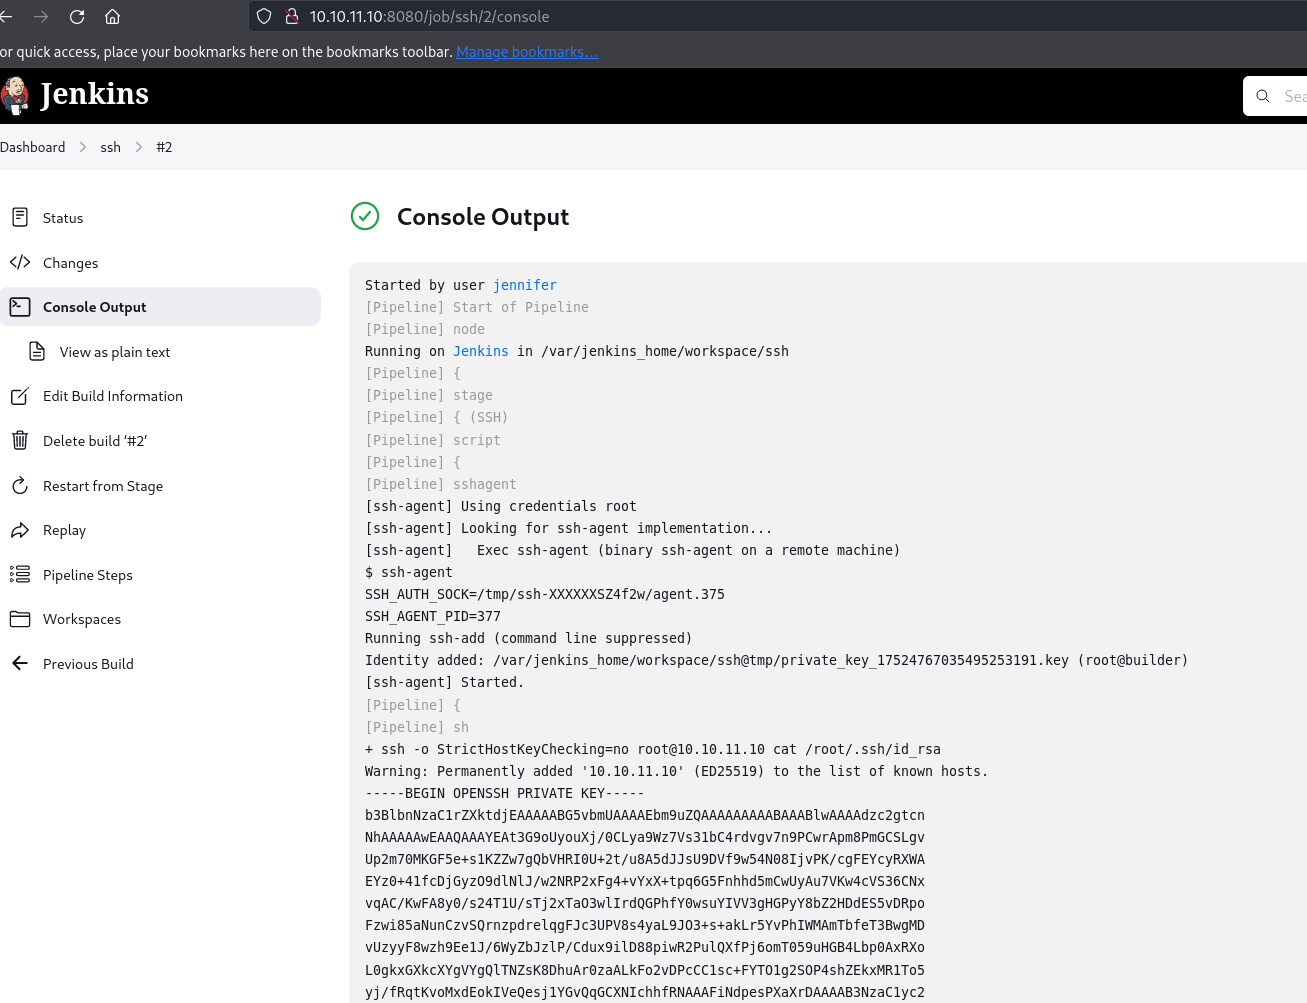 10.10.11.10:8080/job/ssh/2/console
or quick access, place your bookmarks here on the bookmarks toolbar. Manage bookmarks...
Jenkins
Sea
Dashboard > ssh > #2
Status
Changes
Console Output
View as plain text
Edit Build Information
Delete build ‘#2’
Restart from Stage
Replay
Pipeline Steps
Workspaces
Previous Build
Console Output
Started by user jennifer
[Pipeline] Start of Pipeline
[Pipeline] node
Running on Jenkins in /var/jenkins_home/workspace/ssh
[Pipeline] {
[Pipeline] stage
[Pipeline] { (SSH)
[Pipeline] script
[Pipeline] {
[Pipeline] sshagent
[ssh-agent] Using credentials root
[ssh-agent] Looking for ssh-agent implementation...
[ssh-agent]   Exec ssh-agent (binary ssh-agent on a remote machine)
$ ssh-agent
SSH_AUTH_SOCK=/tmp/ssh-XXXXXXSZ4f2w/agent.375
SSH_AGENT_PID=377
Running ssh-add (command line suppressed)
Identity added: /var/jenkins_home/workspace/ssh@tmp/private_key_17524767035495253191.key (root@builder)
[ssh-agent] Started.
[Pipeline] {
[Pipeline] sh
+ ssh -o StrictHostKeyChecking=no root@10.10.11.10 cat /root/.ssh/id_rsa
Warning: Permanently added '10.10.11.10' (ED25519) to the list of known hosts.
-----BEGIN OPENSSH PRIVATE KEY-----
b3BlbnNzaC1rZXktdjEAAAAABG5vbmUAAAAEbm9uZQAAAAAAAAABAAABlwAAAAdzc2gtcn
NhAAAAAwEAAQAAAYEAt3G9oUyouXj/0CLya9Wz7Vs31bC4rdvgv7n9PCwrApm8PmGCSLgv
Up2m70MKGF5e+s1KZZw7gQbVHRI0U+2t/u8A5dJJsU9DVf9w54N08IjvPK/cgFEYcyRXWA
EYz0+41fcDjGyzO9dlNlJ/w2NRP2xFg4+vYxX+tpq6G5Fnhhd5mCwUyAu7VKw4cVS36CNx
vqAC/KwFA8y0/s24T1U/sTj2xTaO3wlIrdQGPhfY0wsuYIVV3gHGPyY8bZ2HDdES5vDRpo
Fzwi85aNunCzvSQrnzpdrelqgFJc3UPV8s4yaL9JO3+s+akLr5YvPhIWMAmTbfeT3BwgMD
vUzyyF8wzh9Ee1J/6WyZbJzlP/Cdux9ilD88piwR2PulQXfPj6omT059uHGB4Lbp0AxRXo
L0gkxGXkcXYgVYgQlTNZsK8DhuAr0zaALkFo2vDPcCC1sc+FYTO1g2SOP4shZEkxMR1To5
yj/fRqtKvoMxdEokIVeQesj1YGvQqGCXNIchhfRNAAAFiNdpesPXaXrDAAAAB3NzaC1yc2